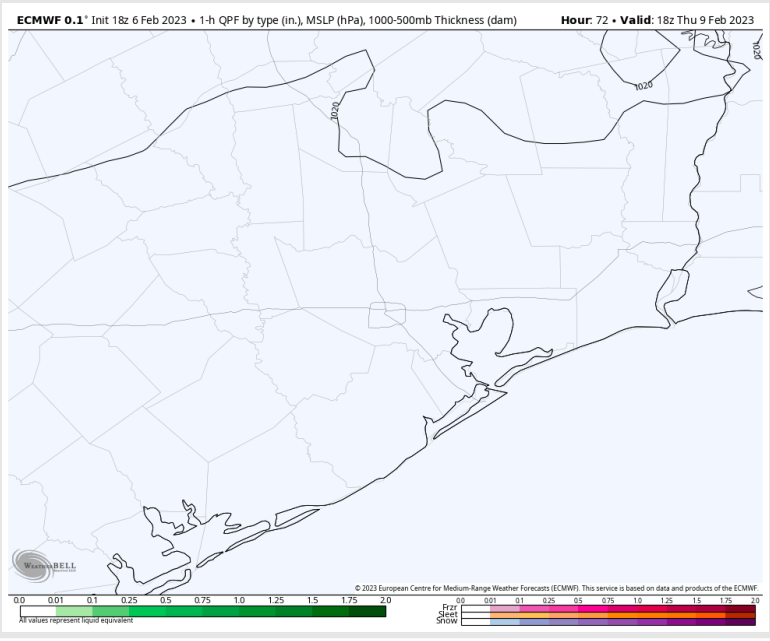 ECMWF 0.1° Init 18z 6 Feb 2023 • 1-h QPF by type (in.), MSLP (hPa), 1000-500mb Thickness (dam) Hour: 72 • Valid: 18z Thu 9 Feb 2023
1020
1020
1020
WEATHERBELL
© 2023 European Centre for Medium-Range Weather Forecasts (ECMWF). This service is based on data and products of the ECMWF.
0.0 0.01 0.1 0.25 0.5 0.75 1.0 1.25 1.5 1.75 2.0
All values represent liquid equivalent
0.0 0.01 0.1 0.25 0.5 0.75 1.0 1.25 1.5 1.75 2.0
Frzr
Sleet
Snow